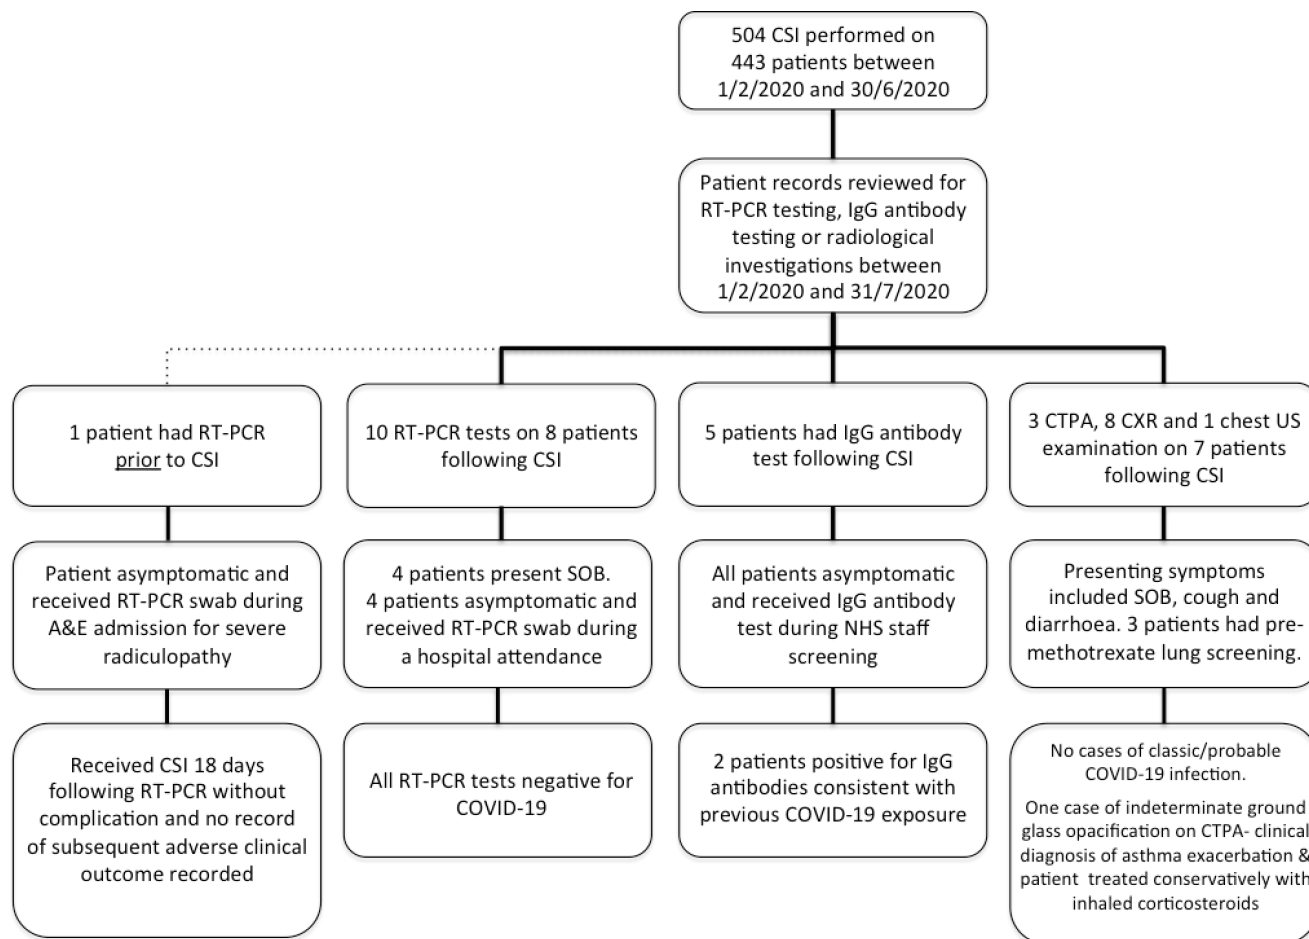 504 CSI performed on
443 patients between
1/2/2020 and 30/6/2020
Patient records reviewed for
RT-PCR testing, IgG antibody
testing or radiological
investigations between
1/2/2020 and 31/7/2020
1 patient had RT-PCR
prior to CSI
10 RT-PCR tests on 8 patients
following CSI
5 patients had IgG antibody
test following CSI
3 CTPA, 8 CXR and 1 chest US
examination on 7 patients
following CSI
Patient asymptomatic and
received RT-PCR swab during
A&E admission for severe
radiculopathy
4 patients present SOB.
4 patients asymptomatic and
received RT-PCR swab during
a hospital attendance
All patients asymptomatic
and received IgG antibody
test during NHS staff
screening
Presenting symptoms
included SOB, cough and
diarrhoea. 3 patients had pre-
methotrexate lung screening.
Received CSI 18 days
following RT-PCR without
complication and no record
of subsequent adverse clinical
outcome recorded
All RT-PCR tests negative for
COVID-19
2 patients positive for IgG
antibodies consistent with
previous COVID-19 exposure
No cases of classic/probable
COVID-19 infection.
One case of indeterminate ground
glass opacification on CTPA- clinical
diagnosis of asthma exacerbation &
patient treated conservatively with
inhaled corticosteroids